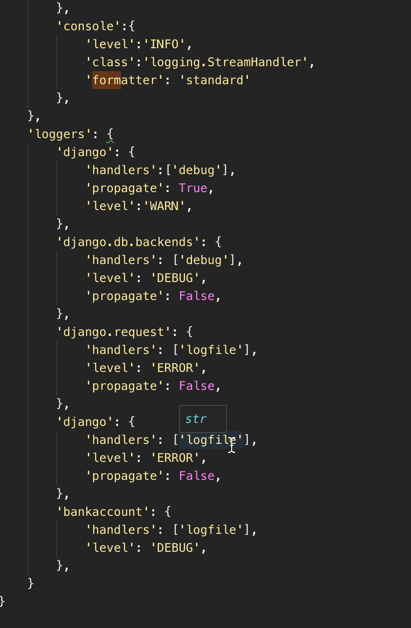 },
    'console':{
        'level':'INFO',
        'class':'logging.StreamHandler',
        'formatter': 'standard'
    },
},
'loggers': {
    'django': {
        'handlers':['debug'],
        'propagate': True,
        'level':'WARN',
    },
    'django.db.backends': {
        'handlers': ['debug'],
        'level': 'DEBUG',
        'propagate': False,
    },
    'django.request': {
        'handlers': ['logfile'],
        'level': 'ERROR',
        'propagate': False,
    },
    'django': {
str
        'handlers': ['logfile'],
        'level': 'ERROR',
        'propagate': False,
    },
    'bankaccount': {
        'handlers': ['logfile'],
        'level': 'DEBUG',
    },
}
}